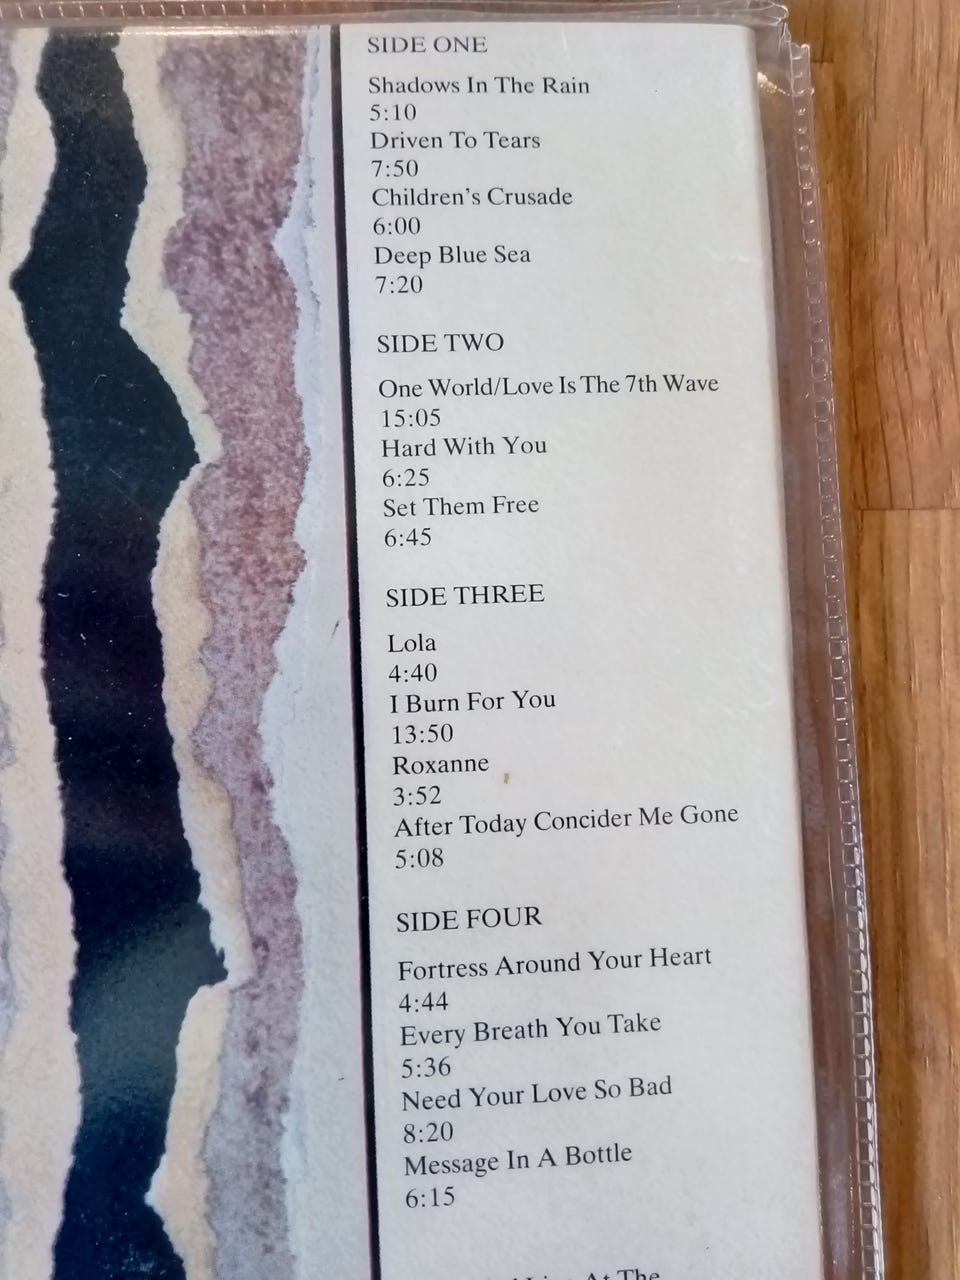 SIDE ONE
Shadows In The Rain
5:10
Driven To Tears
7:50
Children's Crusade
6:00
Deep Blue Sea
7:20
SIDE TWO
One World/Love Is The 7th Wave
15:05
Hard With You
6:25
Set Them Free
6:45
SIDE THREE
Lola
4:40
I Burn For You
13:50
Roxanne
3:52
After Today Concider Me Gone
5:08
SIDE FOUR
Fortress Around Your Heart
4:44
Every Breath You Take
5:36
Need Your Love So Bad
8:20
Message In A Bottle
6:15
At The